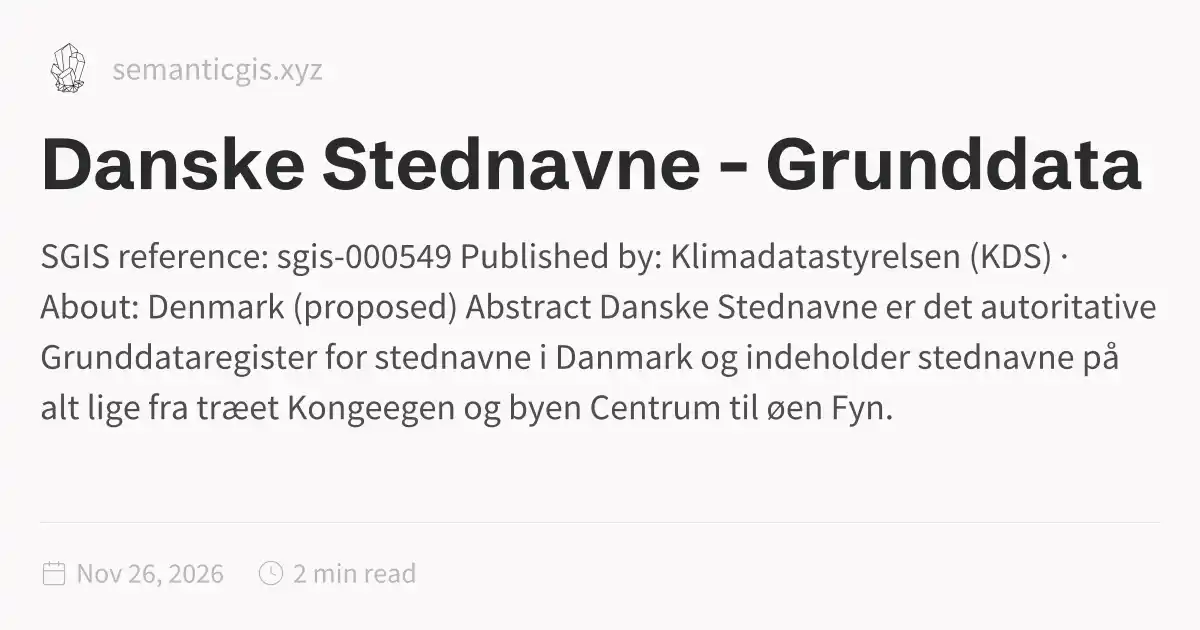 semanticgis.xyz
Danske Stednavne - Grunddata
SGIS reference: sgis-000549 Published by: Klimadatastyrelsen (KDS) ·
About: Denmark (proposed) Abstract Danske Stednavne er det autoritative
Grunddataregister for stednavne i Danmark og indeholder stednavne på
alt lige fra træet Kongeegen og byen Centrum til øen Fyn.
Nov 26, 2026 2 min read